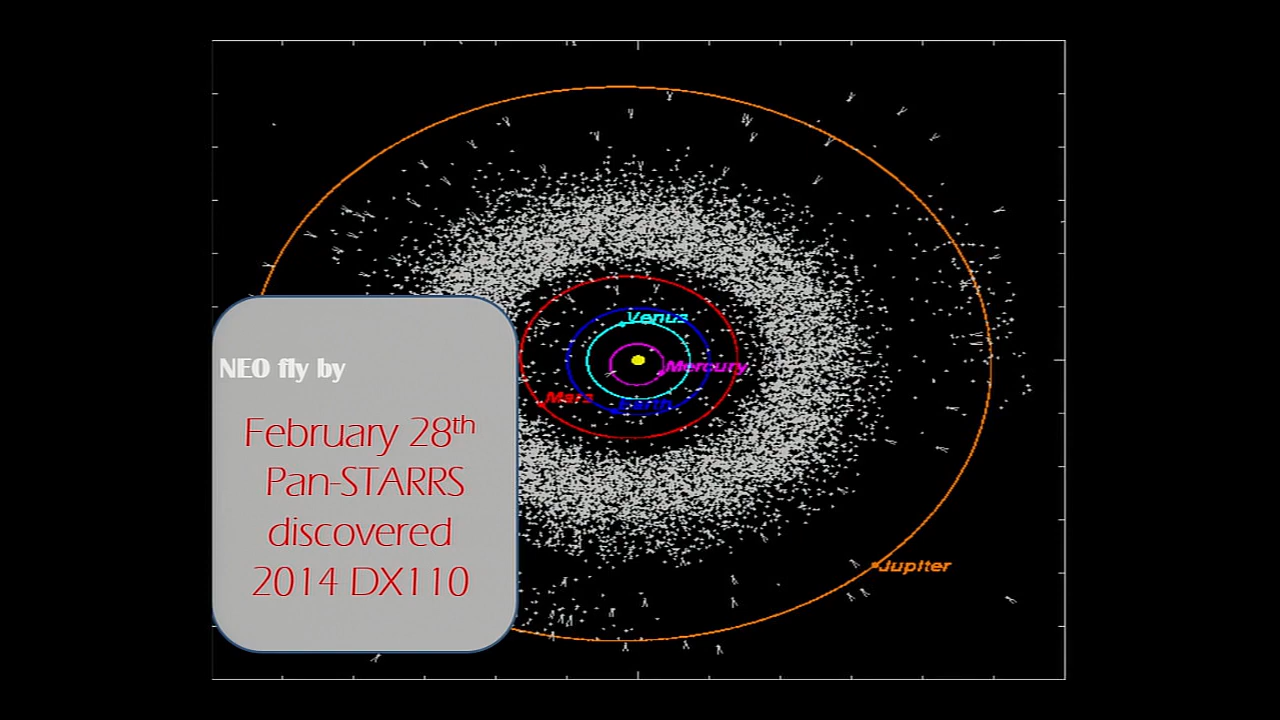 Venus
Mercury
Mars
Earth
Jupiter
NEO fly by
February 28th
Pan-STARRS
discovered
2014 DX110